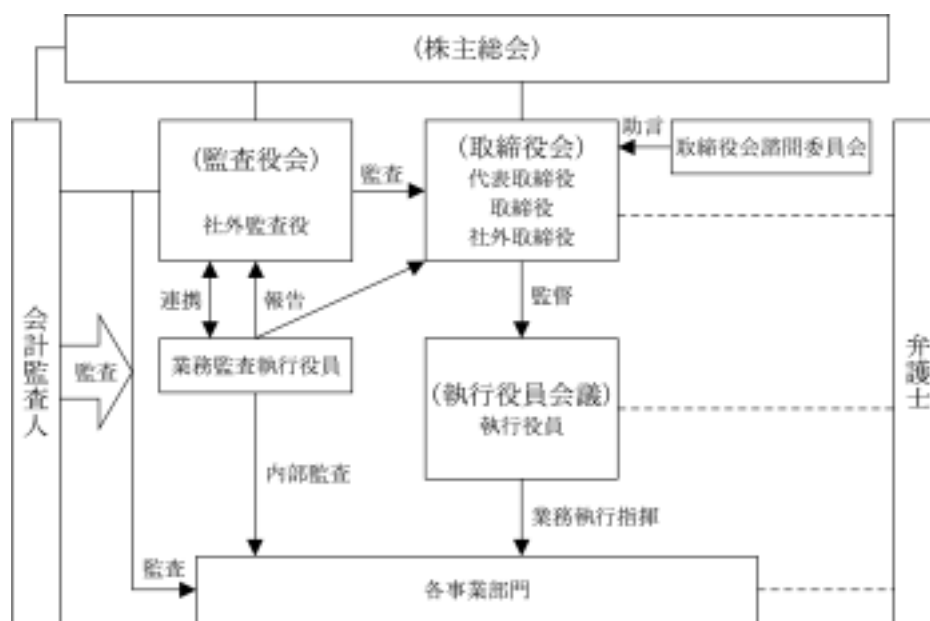 (株主総会)
(監査役会)
社外監査役
監査
(取締役会)
代表取締役
取締役
社外取締役
助言
取締役会諮問委員会
連携
報告
監督
会計監査人
監査
業務監査執行役員
(執行役員会議)
執行役員
弁護士
内部監査
業務執行指揮
監査
各事業部門